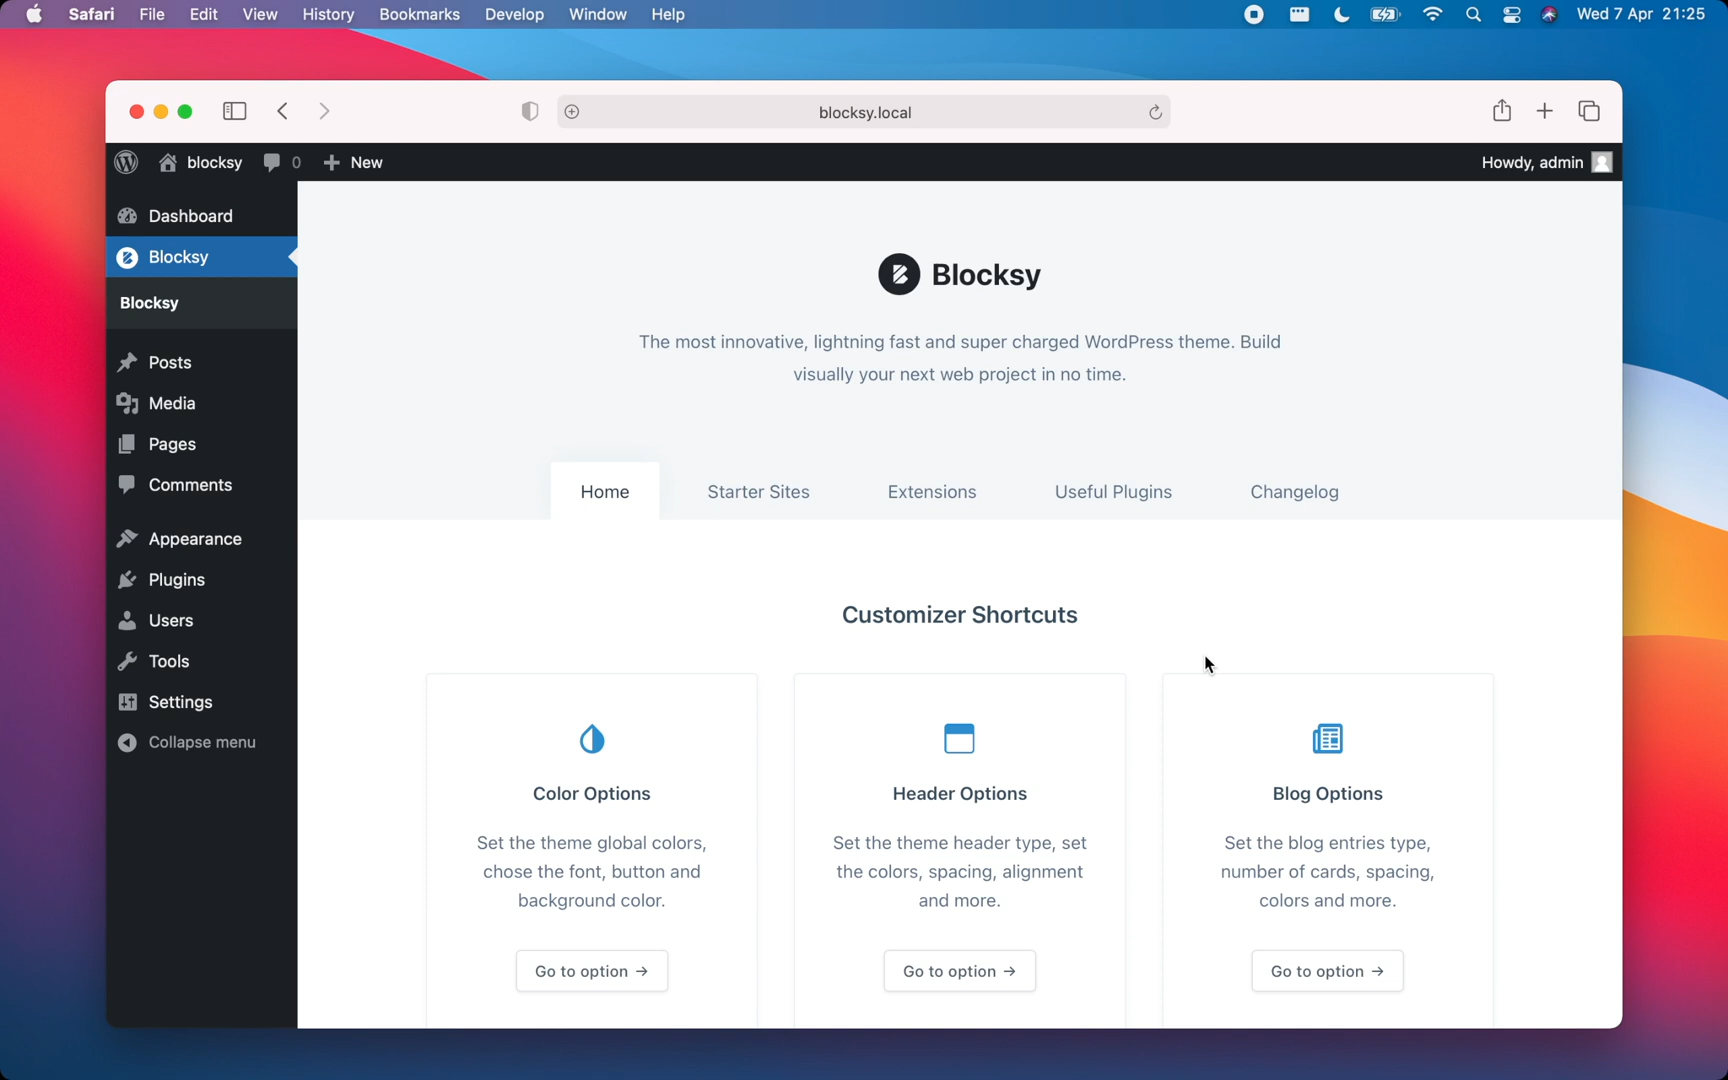 Safari File Edit View History Bookmarks Develop Window Help Wed 7 Apr 21:25
blocksy.local
blocksy 0 New Howdy, admin
Dashboard
Blocksy
Blocksy
Posts
Media
Pages
Comments
Appearance
Plugins
Users
Tools
Settings
Collapse menu
Blocksy
The most innovative, lightning fast and super charged WordPress theme. Build
visually your next web project in no time.
Home Starter Sites Extensions Useful Plugins Changelog
Customizer Shortcuts
Color Options
Set the theme global colors,
chose the font, button and
background color.
Go to option →
Header Options
Set the theme header type, set
the colors, spacing, alignment
and more.
Go to option →
Blog Options
Set the blog entries type,
number of cards, spacing,
colors and more.
Go to option →